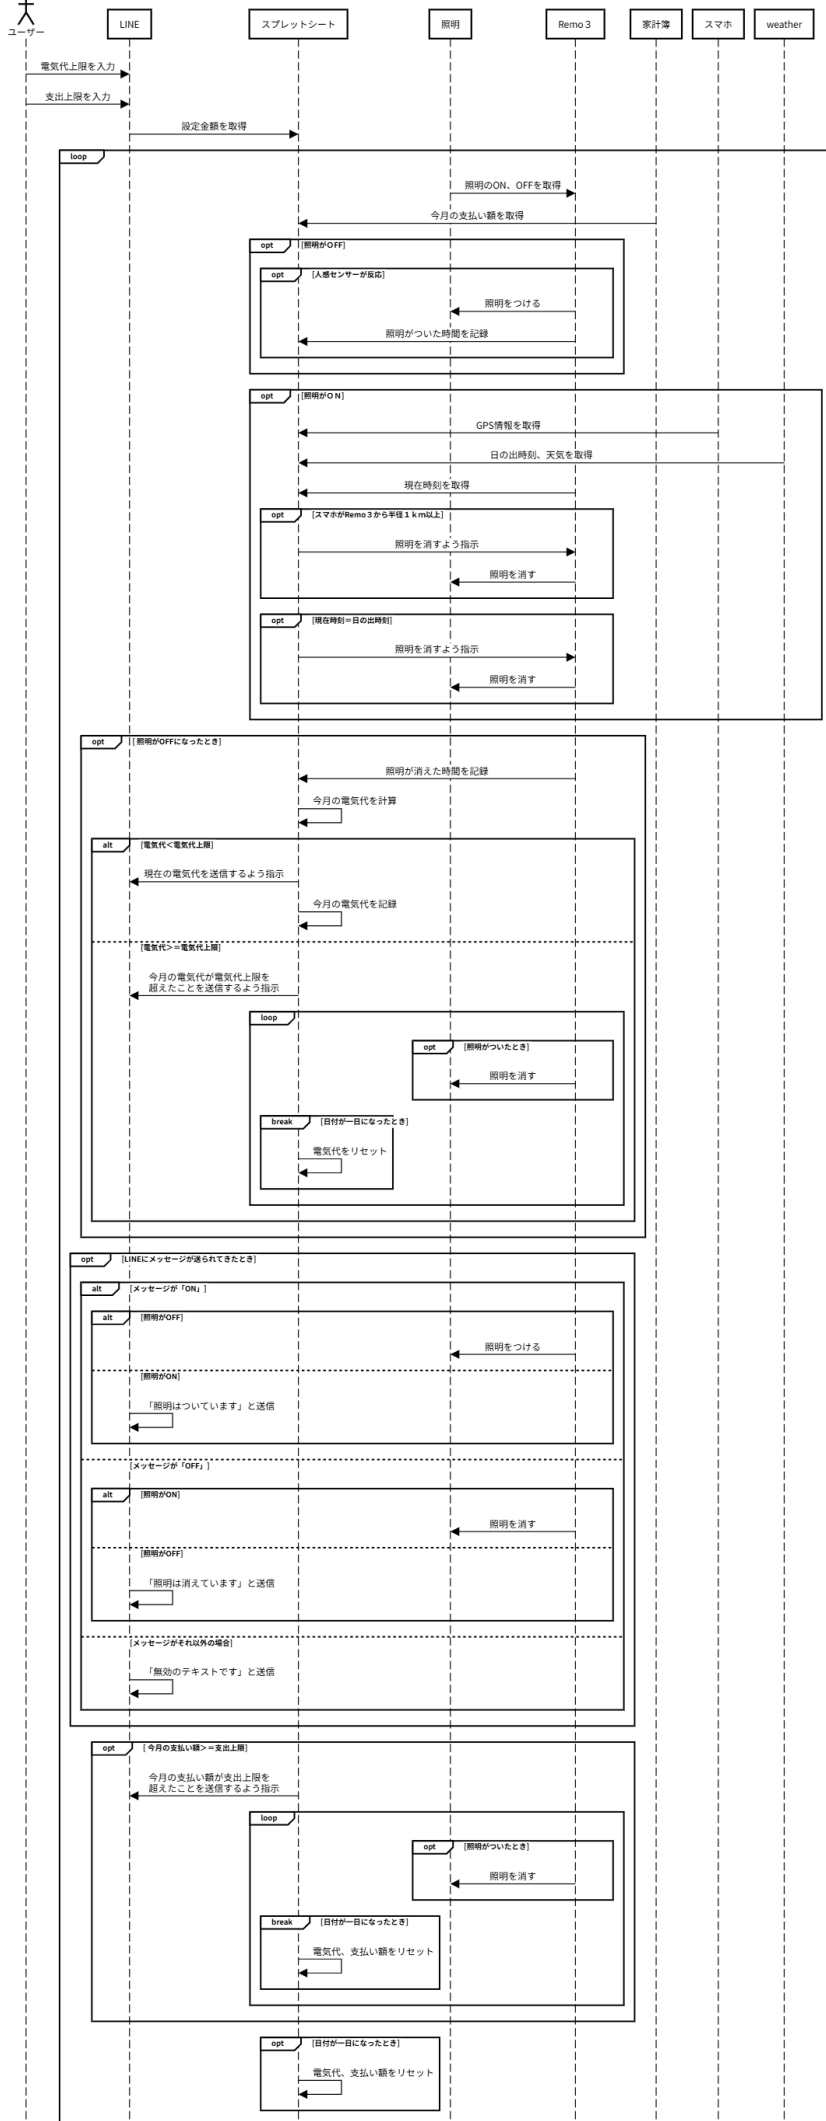 ユーザー
LINE
スプレットシート
照明
Remo３
家計簿
スマホ
weather
電気代上限を入力
支出上限を入力
設定金額を取得
loop
照明のON、OFFを取得
今月の支払い額を取得
opt [照明がOFF]
opt [人感センサーが反応]
照明をつける
照明がついた時間を記録
opt [照明がＯＮ]
GPS情報を取得
日の出時刻、天気を取得
現在時刻を取得
opt [スマホがRemo３から半径１ｋｍ以上]
照明を消すよう指示
照明を消す
opt [現在時刻＝日の出時刻]
照明を消すよう指示
照明を消す
opt [ 照明がOFFになったとき]
照明が消えた時間を記録
今月の電気代を計算
alt [電気代＜電気代上限]
現在の電気代を送信するよう指示
今月の電気代を記録
[電気代＞＝電気代上限]
今月の電気代が電気代上限を
超えたことを送信するよう指示
loop
opt [照明がついたとき]
照明を消す
break [日付が一日になったとき]
電気代をリセット
opt [LINEにメッセージが送られてきたとき]
alt [メッセージが「ON」]
alt [照明がOFF]
照明をつける
[照明がON]
「照明はついています」と送信
[メッセージが「OFF」]
alt [照明がON]
照明を消す
[照明がOFF]
「照明は消えています」と送信
[メッセージがそれ以外の場合]
「無効のテキストです」と送信
opt [ 今月の支払い額＞＝支出上限]
今月の支払い額が支出上限を
超えたことを送信するよう指示
loop
opt [照明がついたとき]
照明を消す
break [日付が一日になったとき]
電気代、支払い額をリセット
opt [日付が一日になったとき]
電気代、支払い額をリセット